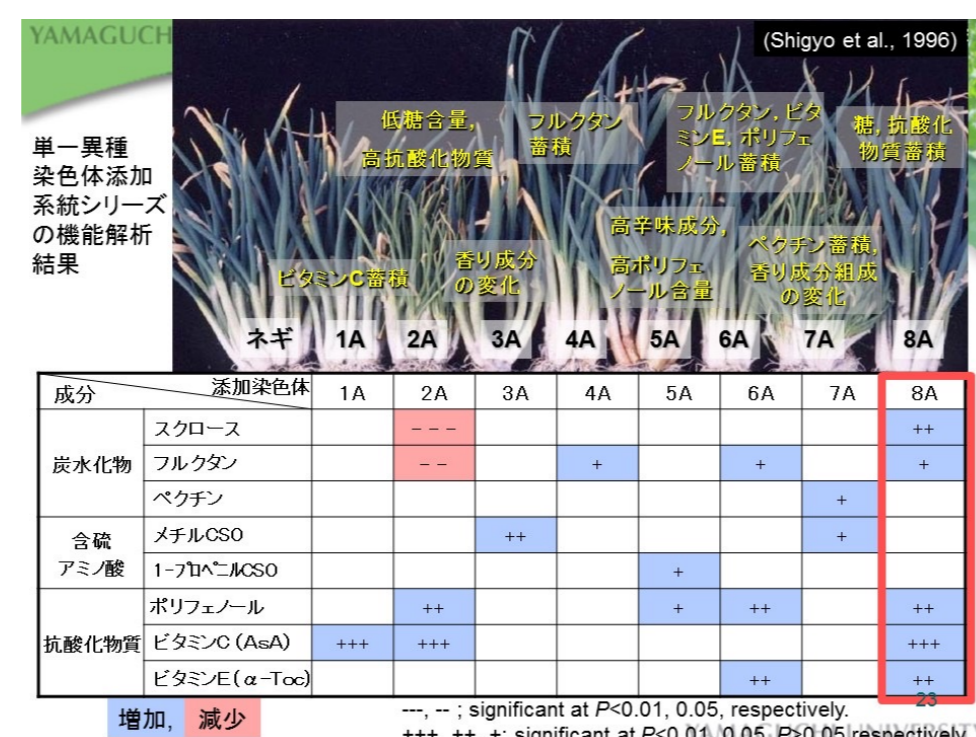 YAMAGUCH
(Shigyo et al., 1996)
単一異種
染色体添加
系統シリーズ
の機能解析
結果
低糖含量,
高抗酸化物質
フルクタン
蓄積
フルクタン, ビタ
ミンE, ポリフェ
ノール蓄積
糖, 抗酸化
物質蓄積
ビタミンC蓄積
香り成分
の変化
高辛味成分,
高ポリフェ
ノール含量
ペクチン蓄積,
香り成分組成
の変化
ネギ 1A 2A 3A 4A 5A 6A 7A 8A
成分 添加染色体 1A 2A 3A 4A 5A 6A 7A 8A
炭水化物
スクロース --- ++
フルクタン -- + + +
ペクチン +
含硫
アミノ酸
メチルCSO ++ +
1-プロペニルCSO +
抗酸化物質
ポリフェノール ++ + ++ ++
ビタミンC(AsA) +++ +++ +++
ビタミンE(α-Toc) ++ ++
23
増加, 減少
---, -- ; significant at P<0.01, 0.05, respectively.
+++, ++, +; significant at P<0.01, 0.05, P>0.05 respectively
YAMAGUCHI UNIVERSITY